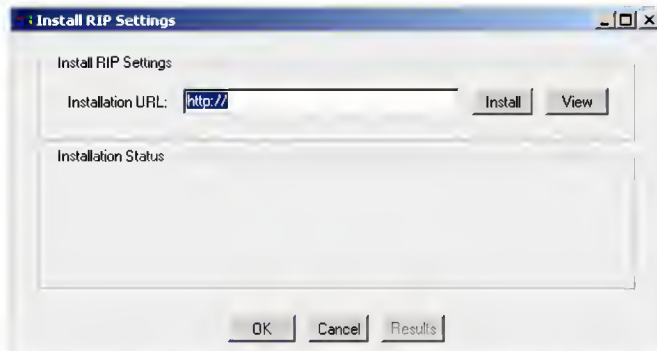 Install RIP Settings
Install RIP Settings
Installation URL: http:// Install View
Installation Status
OK Cancel Results